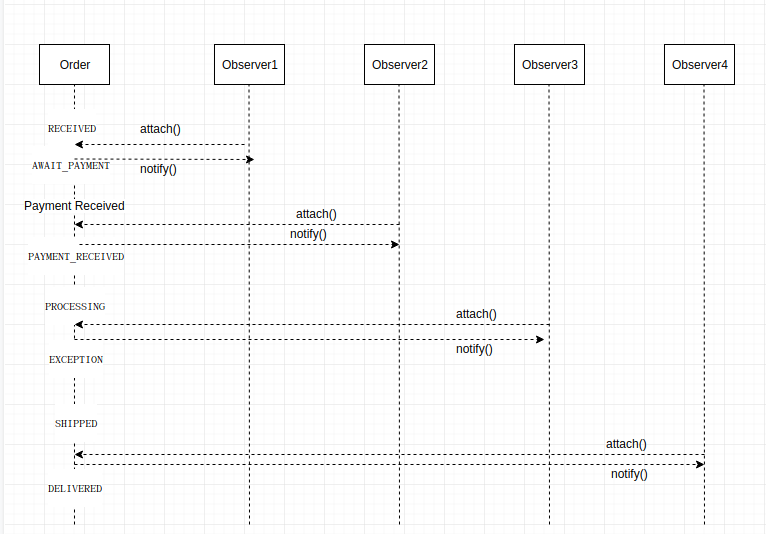 Order
Observer1
Observer2
Observer3
Observer4
RECEIVED
attach()
AWAIT_PAYMENT
notify()
Payment Received
attach()
notify()
PAYMENT_RECEIVED
PROCESSING
attach()
notify()
EXCEPTION
SHIPPED
attach()
notify()
DELIVERED